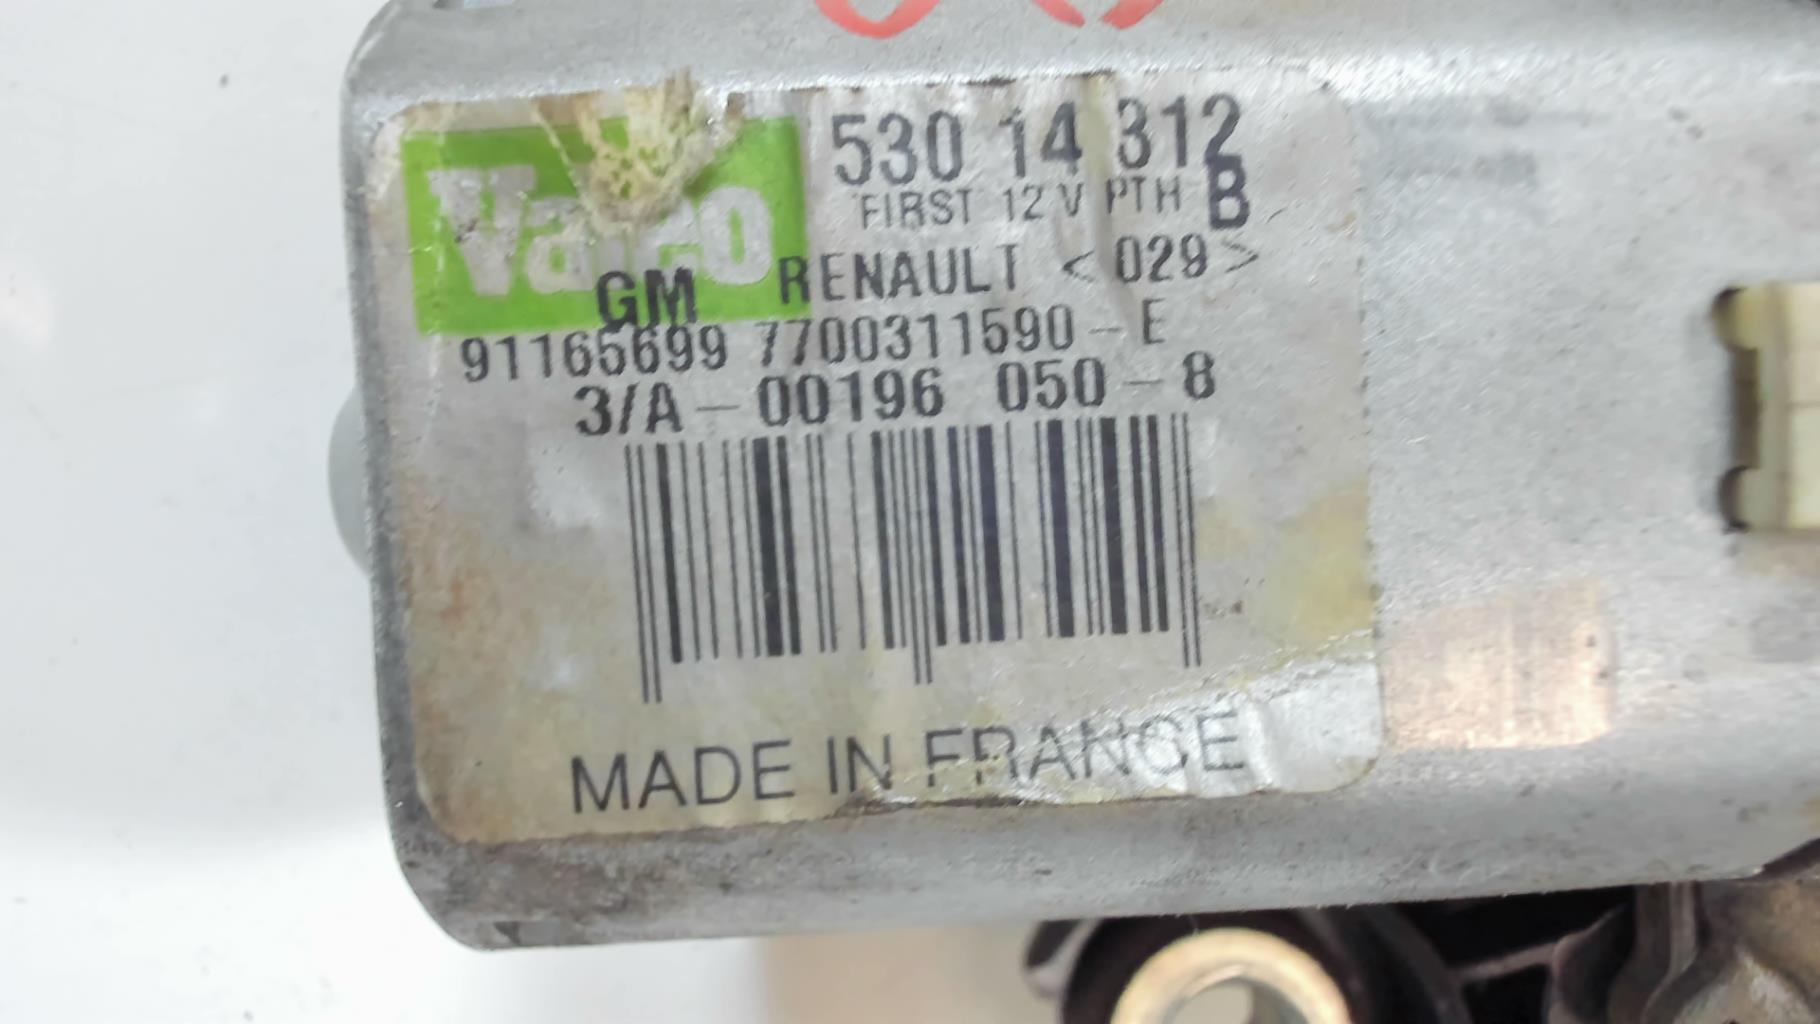 Valeo
530 14 312
FIRST 12 V PTH B
GM RENAULT <029>
91165699 7700311590-E
3/A-00196 050-8
MADE IN FRANCE